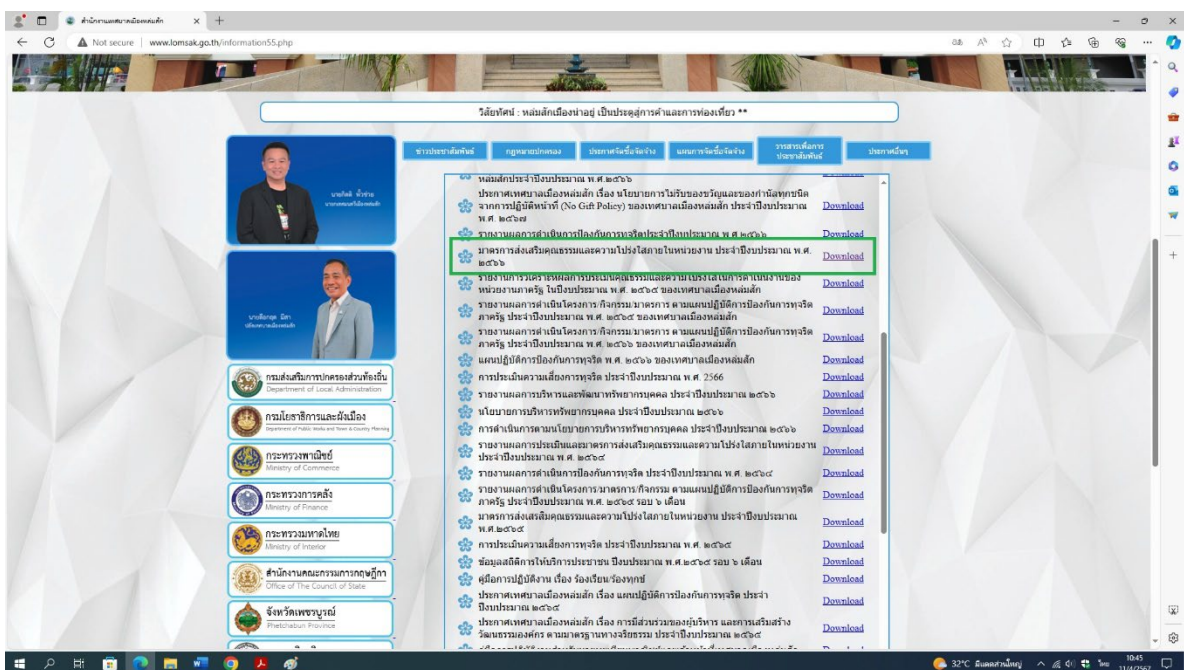 สำนักงานเทศบาลเมืองหล่มสัก
Not secure | www.lomsak.go.th/information55.php
วิสัยทัศน์ : หล่มสักเมืองน่าอยู่ เป็นประตูสู่การค้าและการท่องเที่ยว **
ข่าวประชาสัมพันธ์
กฎหมายปกครอง
ประกาศจัดซื้อจัดจ้าง
แผนการจัดซื้อจัดจ้าง
วารสารเพื่อการ
ประชาสัมพันธ์
ประกาศอื่นๆ
หล่มสักประจำปีงบประมาณ พ.ศ.๒๕๖๖
ประกาศเทศบาลเมืองหล่มสัก เรื่อง นโยบายการไม่รับของขวัญและของกำนัลทุกชนิด
จากการปฏิบัติหน้าที่ (No Gift Policy) ของเทศบาลเมืองหล่มสัก ประจำปีงบประมาณ Download
พ.ศ. ๒๕๖๗
รายงานผลการดำเนินการป้องกันการทุจริตประจำปีงบประมาณ พ.ศ.๒๕๖๖ Download
มาตรการส่งเสริมคุณธรรมและความโปร่งใสภายในหน่วยงาน ประจำปีงบประมาณ พ.ศ. Download
๒๕๖๖
รายงานการวิเคราะห์ผลการประเมินคุณธรรมและความโปร่งใสในการดำเนินงานของ Download
หน่วยงานภาครัฐ ในปีงบประมาณ พ.ศ. ๒๕๖๕ ของเทศบาลเมืองหล่มสัก
รายงานผลการดำเนินโครงการ/กิจกรรม/มาตรการ ตามแผนปฏิบัติการป้องกันการทุจริต Download
ภาครัฐ ประจำปีงบประมาณ พ.ศ. ๒๕๖๕ ของเทศบาลเมืองหล่มสัก
รายงานผลการดำเนินโครงการ/กิจกรรม/มาตรการ ตามแผนปฏิบัติการป้องกันการทุจริต Download
ภาครัฐ ประจำปีงบประมาณ พ.ศ. ๒๕๖๖ ของเทศบาลเมืองหล่มสัก
แผนปฏิบัติการป้องกันการทุจริต พ.ศ. ๒๕๖๖ ของเทศบาลเมืองหล่มสัก Download
การประเมินความเสี่ยงการทุจริต ประจำปีงบประมาณ พ.ศ. 2566 Download
รายงานผลการบริหารและพัฒนาทรัพยากรบุคคล ประจำปีงบประมาณ ๒๕๖๖ Download
นโยบายการบริหารทรัพยากรบุคคล ประจำปีงบประมาณ ๒๕๖๖ Download
การดำเนินการตามนโยบายการบริหารทรัพยากรบุคคล ประจำปีงบประมาณ ๒๕๖๖ Download
รายงานผลการประเมินและมาตรการส่งเสริมคุณธรรมและความโปร่งใสภายในหน่วยงาน Download
ประจำปีงบประมาณ พ.ศ. ๒๕๖๕
รายงานผลการดำเนินการป้องกันการทุจริต ประจำปีงบประมาณ พ.ศ. ๒๕๖๕ Download
รายงานผลการดำเนินโครงการ/มาตรการ/กิจกรรม ตามแผนปฏิบัติการป้องกันการทุจริต Download
ภาครัฐ ประจำปีงบประมาณ พ.ศ. ๒๕๖๕ รอบ ๖ เดือน
มาตรการส่งเสริมคุณธรรมและความโปร่งใสภายในหน่วยงาน ประจำปีงบประมาณ Download
พ.ศ.๒๕๖๕
การประเมินความเสี่ยงการทุจริต ประจำปีงบประมาณ พ.ศ. ๒๕๖๕ Download
ข้อมูลสถิติการให้บริการประชาชน ปีงบประมาณ พ.ศ.๒๕๖๕ รอบ ๖ เดือน Download
คู่มือการปฏิบัติงาน เรื่อง ร้องเรียน/ร้องทุกข์ Download
ประกาศเทศบาลเมืองหล่มสัก เรื่อง แผนปฏิบัติการป้องกันการทุจริต ประจำ Download
ปีงบประมาณ ๒๕๖๕
ประกาศเทศบาลเมืองหล่มสัก เรื่อง การมีส่วนร่วมของผู้บริหาร และการเสริมสร้าง Download
วัฒนธรรมองค์กร ตามมาตรฐานทางจริยธรรม ประจำปีงบประมาณ ๒๕๖๕
นายกิตติ พั้วช่วย
นายกเทศมนตรีเมืองหล่มสัก
ปลัดเทศบาลเมืองหล่มสัก
กรมส่งเสริมการปกครองส่วนท้องถิ่น
Department of Local Administration
กรมโยธาธิการและผังเมือง
Department of Public Works and Town & Country Planning
กระทรวงพาณิชย์
Ministry of Commerce
กระทรวงการคลัง
Ministry of Finance
กระทรวงมหาดไทย
Ministry of Interior
สำนักงานคณะกรรมการกฤษฎีกา
Office of The Council of State
จังหวัดเพชรบูรณ์
Phetchabun Province
32°C มีแดดส่วนใหญ่
ไทย
10:45
11/4/2567